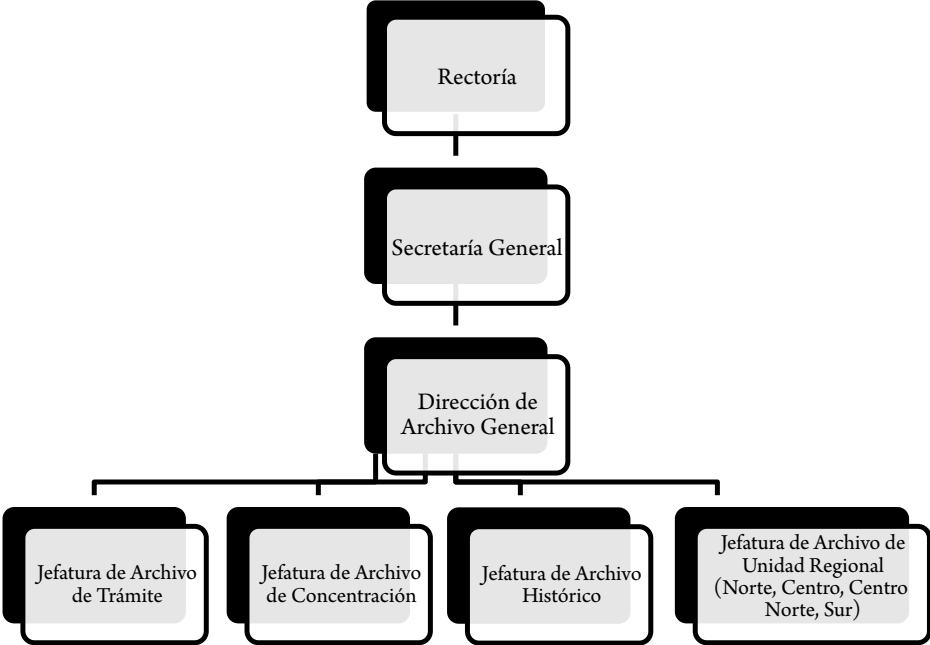 Rectoría
Secretaría General
Dirección de
Archivo General
Jefatura de Archivo
de Trámite
Jefatura de Archivo
de Concentración
Jefatura de Archivo
Histórico
Jefatura de Archivo de
Unidad Regional
(Norte, Centro, Centro
Norte, Sur)